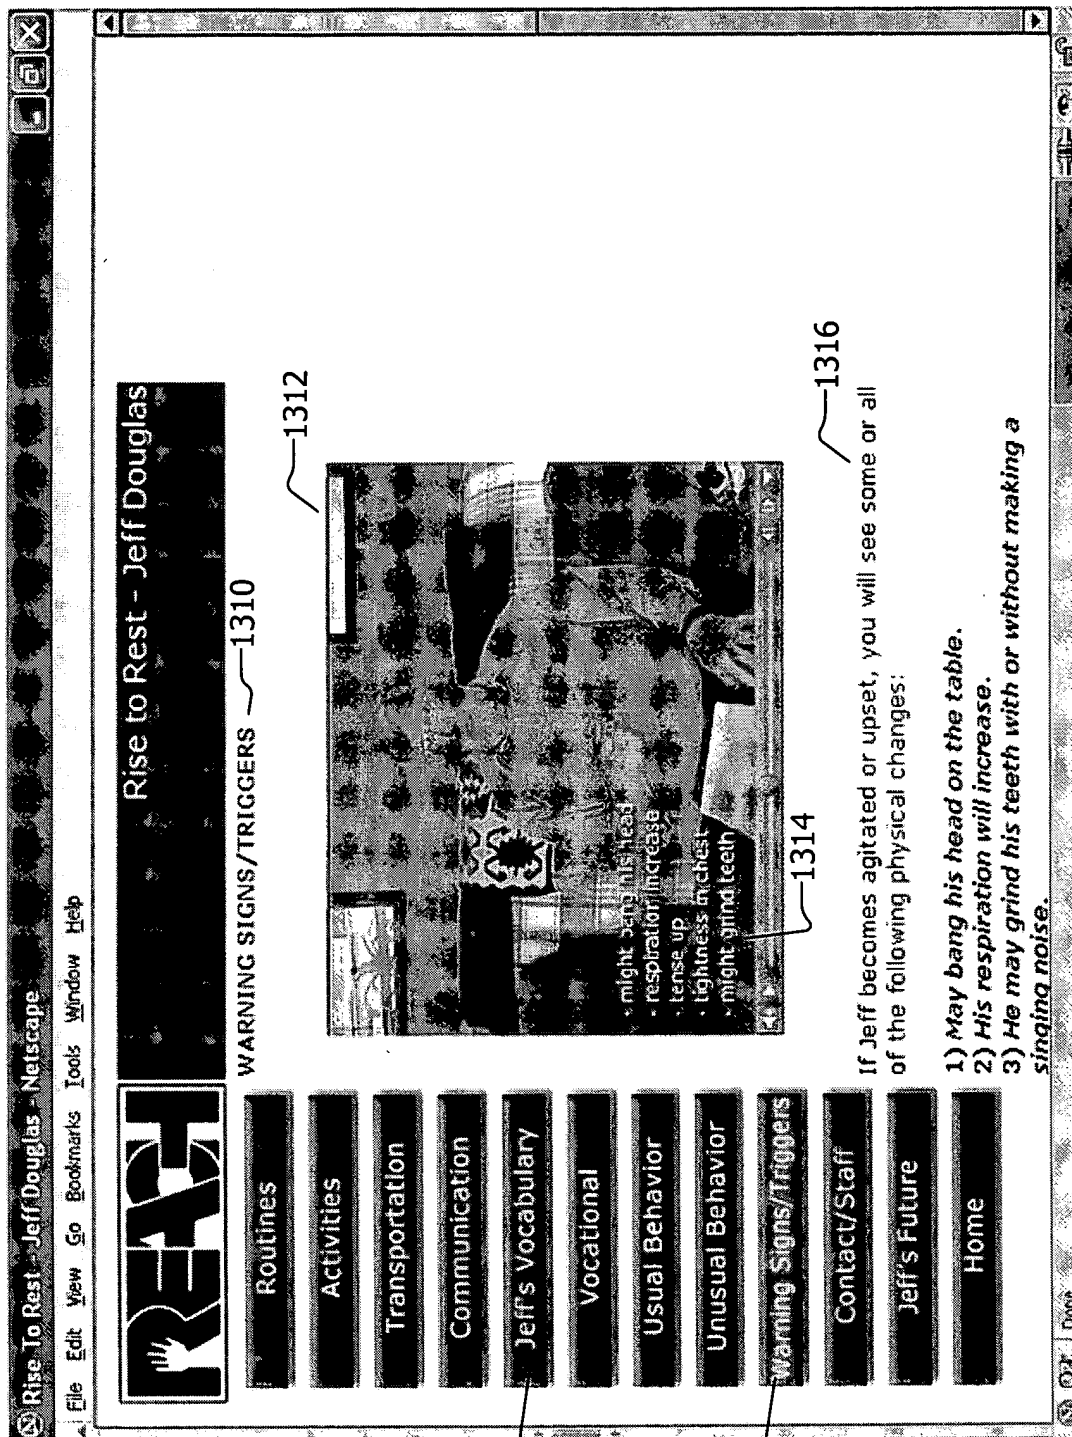 Rise To Rest - Jeff Douglas - Netscape
File Edit View Go Bookmarks Tools Window Help
REACH
Rise to Rest - Jeff Douglas
WARNING SIGNS/TRIGGERS
1310
1312
Routines
Activities
Transportation
Communication
Jeff's Vocabulary
Vocational
Usual Behavior
Unusual Behavior
Warning Signs/Triggers
Contact/Staff
Jeff's Future
Home
• might bang his head
• respiration increase
• tense up
• tightness in chest
• might grind teeth
1314
1316
If Jeff becomes agitated or upset, you will see some or all
of the following physical changes:
1) May bang his head on the table.
2) His respiration will increase.
3) He may grind his teeth with or without making a
singing noise.
Done